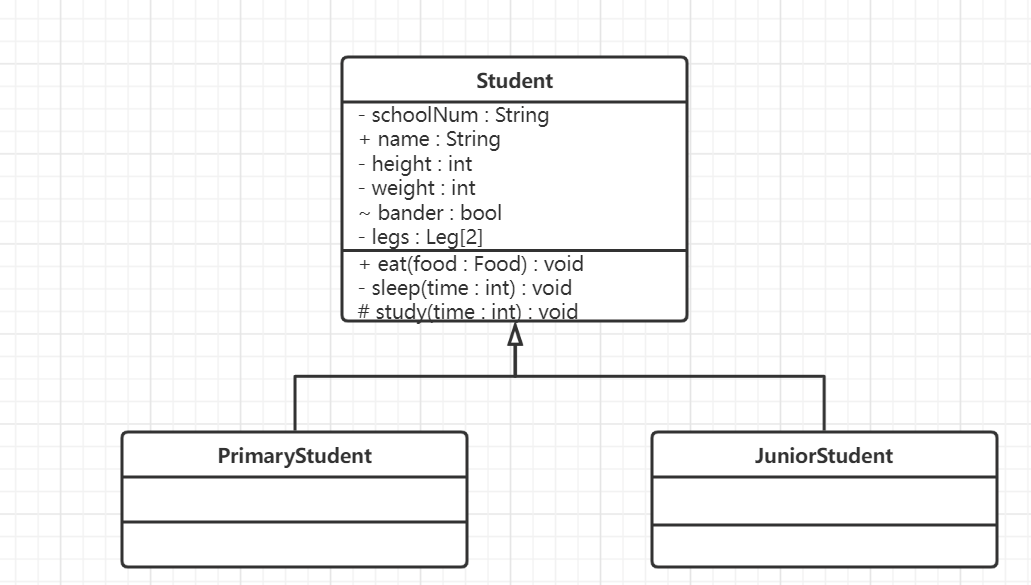 Student
- schoolNum : String
+ name : String
- height : int
- weight : int
~ bander : bool
- legs : Leg[2]
+ eat(food : Food) : void
- sleep(time : int) : void
# study(time : int) : void
PrimaryStudent
JuniorStudent